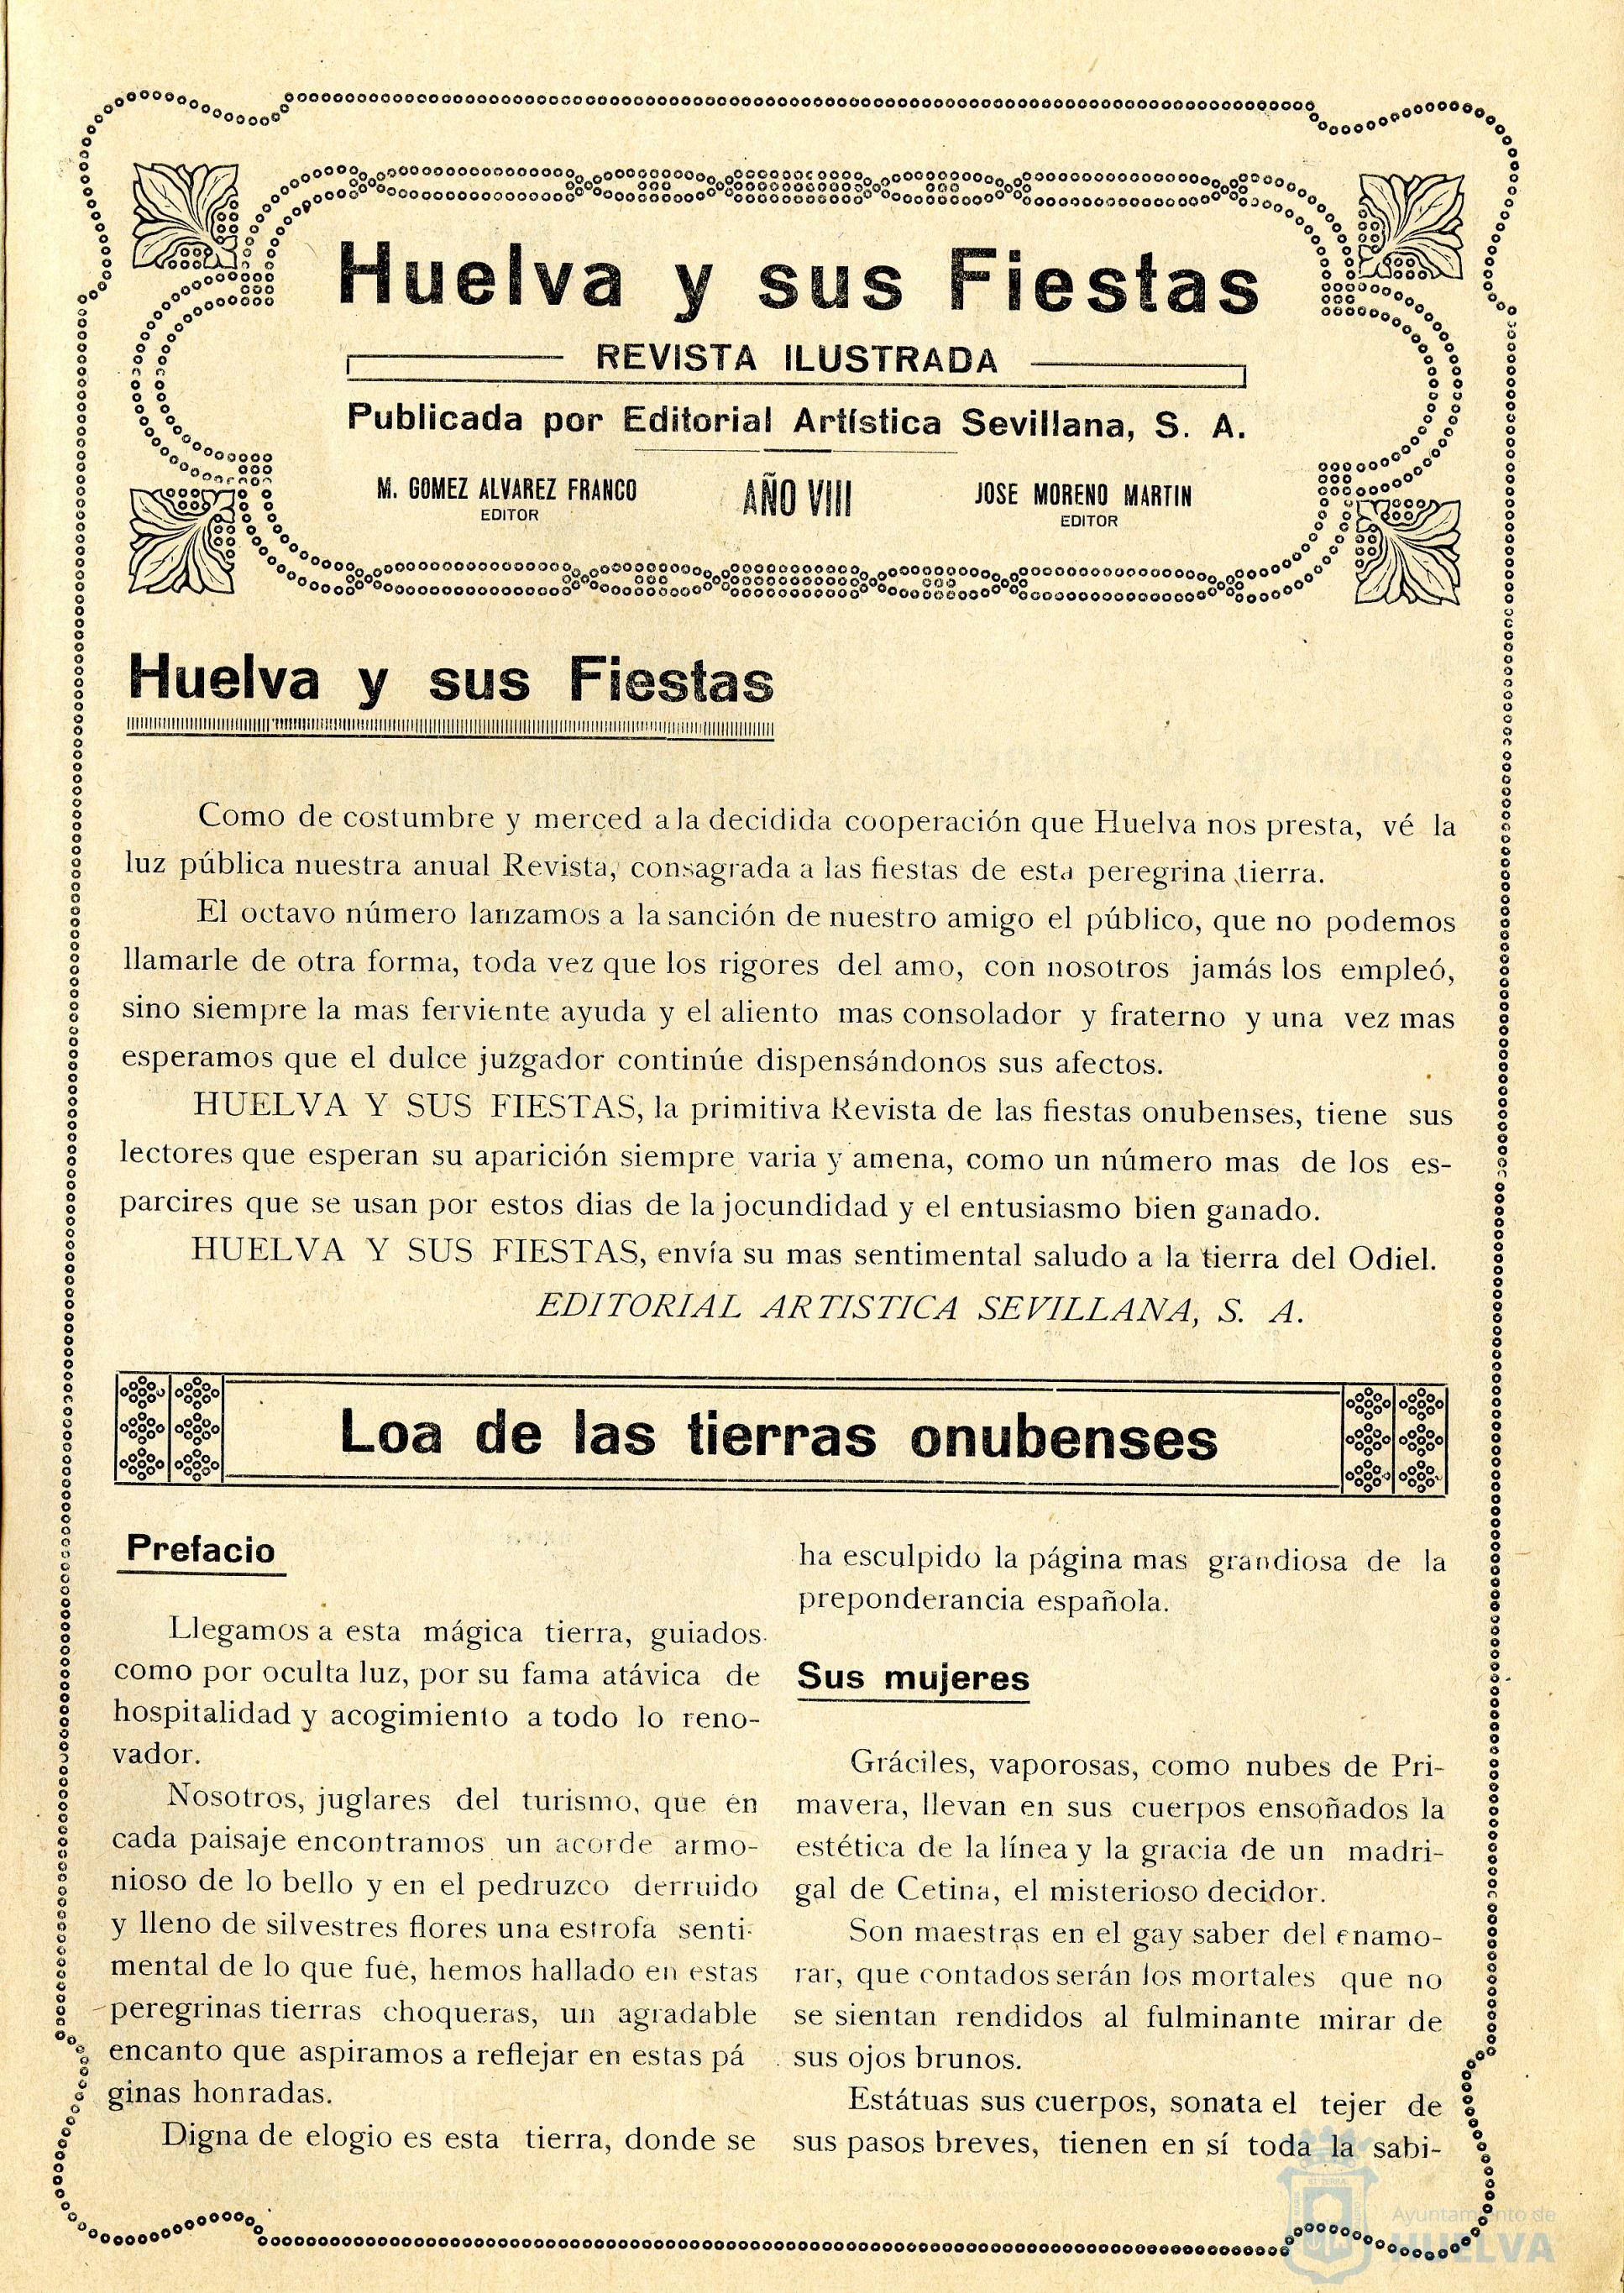 Huelva y sus Fiestas
REVISTA ILUSTRADA
Publicada por Editorial Artística Sevillana, S. A.
M. GOMEZ ALVAREZ FRANCO
EDITOR
AÑO VIII
JOSE MORENO MARTIN
EDITOR
Huelva y sus Fiestas
Como de costumbre y merced a la decidida cooperación que Huelva nos presta, vé la
luz pública nuestra anual Revista, consagrada a las fiestas de esta peregrina tierra.
El octavo número lanzamos a la sanción de nuestro amigo el público, que no podemos
llamarle de otra forma, toda vez que los rigores del amo, con nosotros jamás los empleó,
sino siempre la mas ferviente ayuda y el aliento mas consolador y fraterno y una vez mas
esperamos que el dulce juzgador continúe dispensándonos sus afectos.
HUELVA Y SUS FIESTAS, la primitiva Revista de las fiestas onubenses, tiene sus
lectores que esperan su aparición siempre varia y amena, como un número mas de los es-
parcires que se usan por estos dias de la jocundidad y el entusiasmo bien ganado.
HUELVA Y SUS FIESTAS, envía su mas sentimental saludo a la tierra del Odiel.
EDITORIAL ARTISTICA SEVILLANA, S. A.
Loa de las tierras onubenses
Prefacio
Llegamos a esta mágica tierra, guiados
como por oculta luz, por su fama atávica de
hospitalidad y acogimiento a todo lo reno-
vador.
Nosotros, juglares del turismo, que en
cada paisaje encontramos un acorde armo-
nioso de lo bello y en el pedruzco derruido
y lleno de silvestres flores una estrofa senti-
mental de lo que fué, hemos hallado en estas
peregrinas tierras choqueras, un agradable
encanto que aspiramos a reflejar en estas pá
ginas honradas.
Digna de elogio es esta tierra, donde se
ha esculpido la página mas grandiosa de la
preponderancia española.
Sus mujeres
Gráciles, vaporosas, como nubes de Pri-
mavera, llevan en sus cuerpos ensoñados la
estética de la línea y la gracia de un madri-
gal de Cetina, el misterioso decidor.
Son maestras en el gay saber del enamo-
rar, que contados serán los mortales que no
se sientan rendidos al fulminante mirar de
sus ojos brunos.
Estátuas sus cuerpos, sonata el tejer de
sus pasos breves, tienen en sí toda la sabi-
Ayuntamiento de
HUELVA